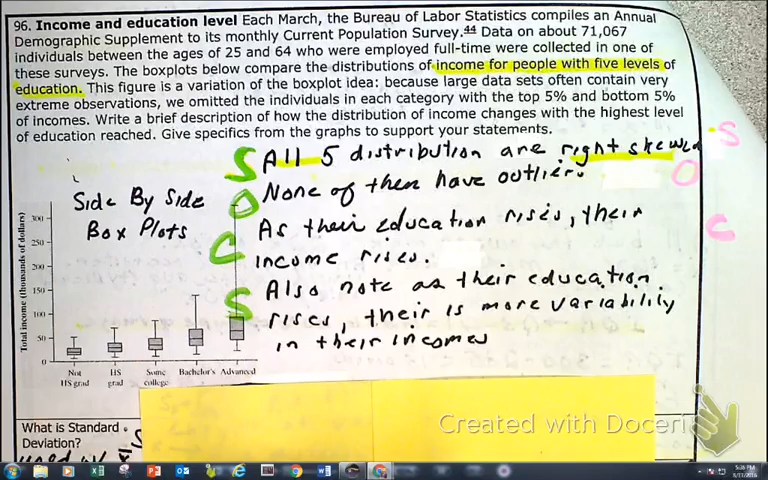 96. Income and education level Each March, the Bureau of Labor Statistics compiles an Annual
Demographic Supplement to its monthly Current Population Survey.44 Data on about 71,067
individuals between the ages of 25 and 64 who were employed full-time were collected in one of
these surveys. The boxplots below compare the distributions of income for people with five levels of
education. This figure is a variation of the boxplot idea: because large data sets often contain very
extreme observations, we omitted the individuals in each category with the top 5% and bottom 5%
of incomes. Write a brief description of how the distribution of income changes with the highest level
of education reached. Give specifics from the graphs to support your statements.
S All 5 distribution are right skewed
S
O None of them have outliers
O
Side By Side
Box Plots
C As their education rises, their
income rises.
C
S Also note as their education
rises, their is more variability
in their incomes
Total income (thousands of dollars)
300
250
200
150
100
50
0
Not HS grad
HS grad
Some college
Bachelor's
Advanced
What is Standard
Deviation?
Created with Doceri
5:36 PM